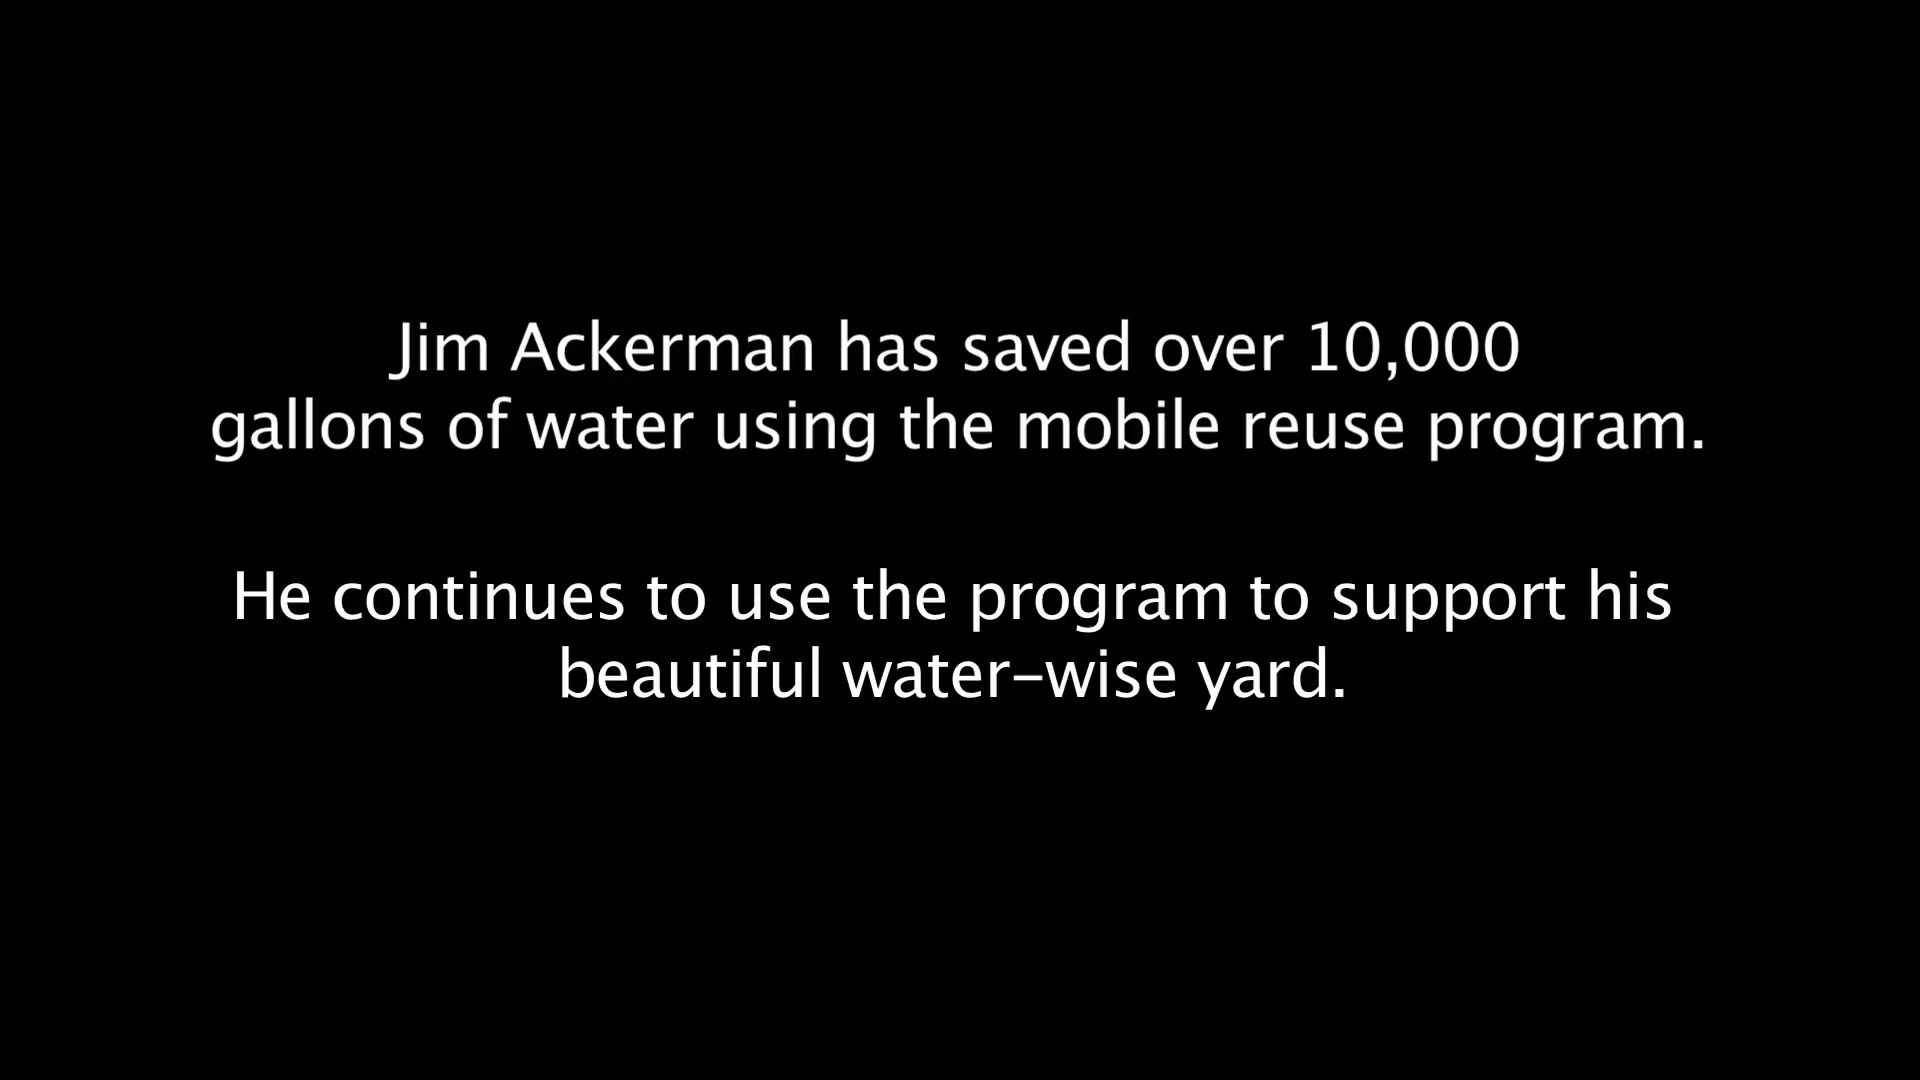 Jim Ackerman has saved over 10,000
gallons of water using the mobile reuse program.
He continues to use the program to support his
beautiful water-wise yard.